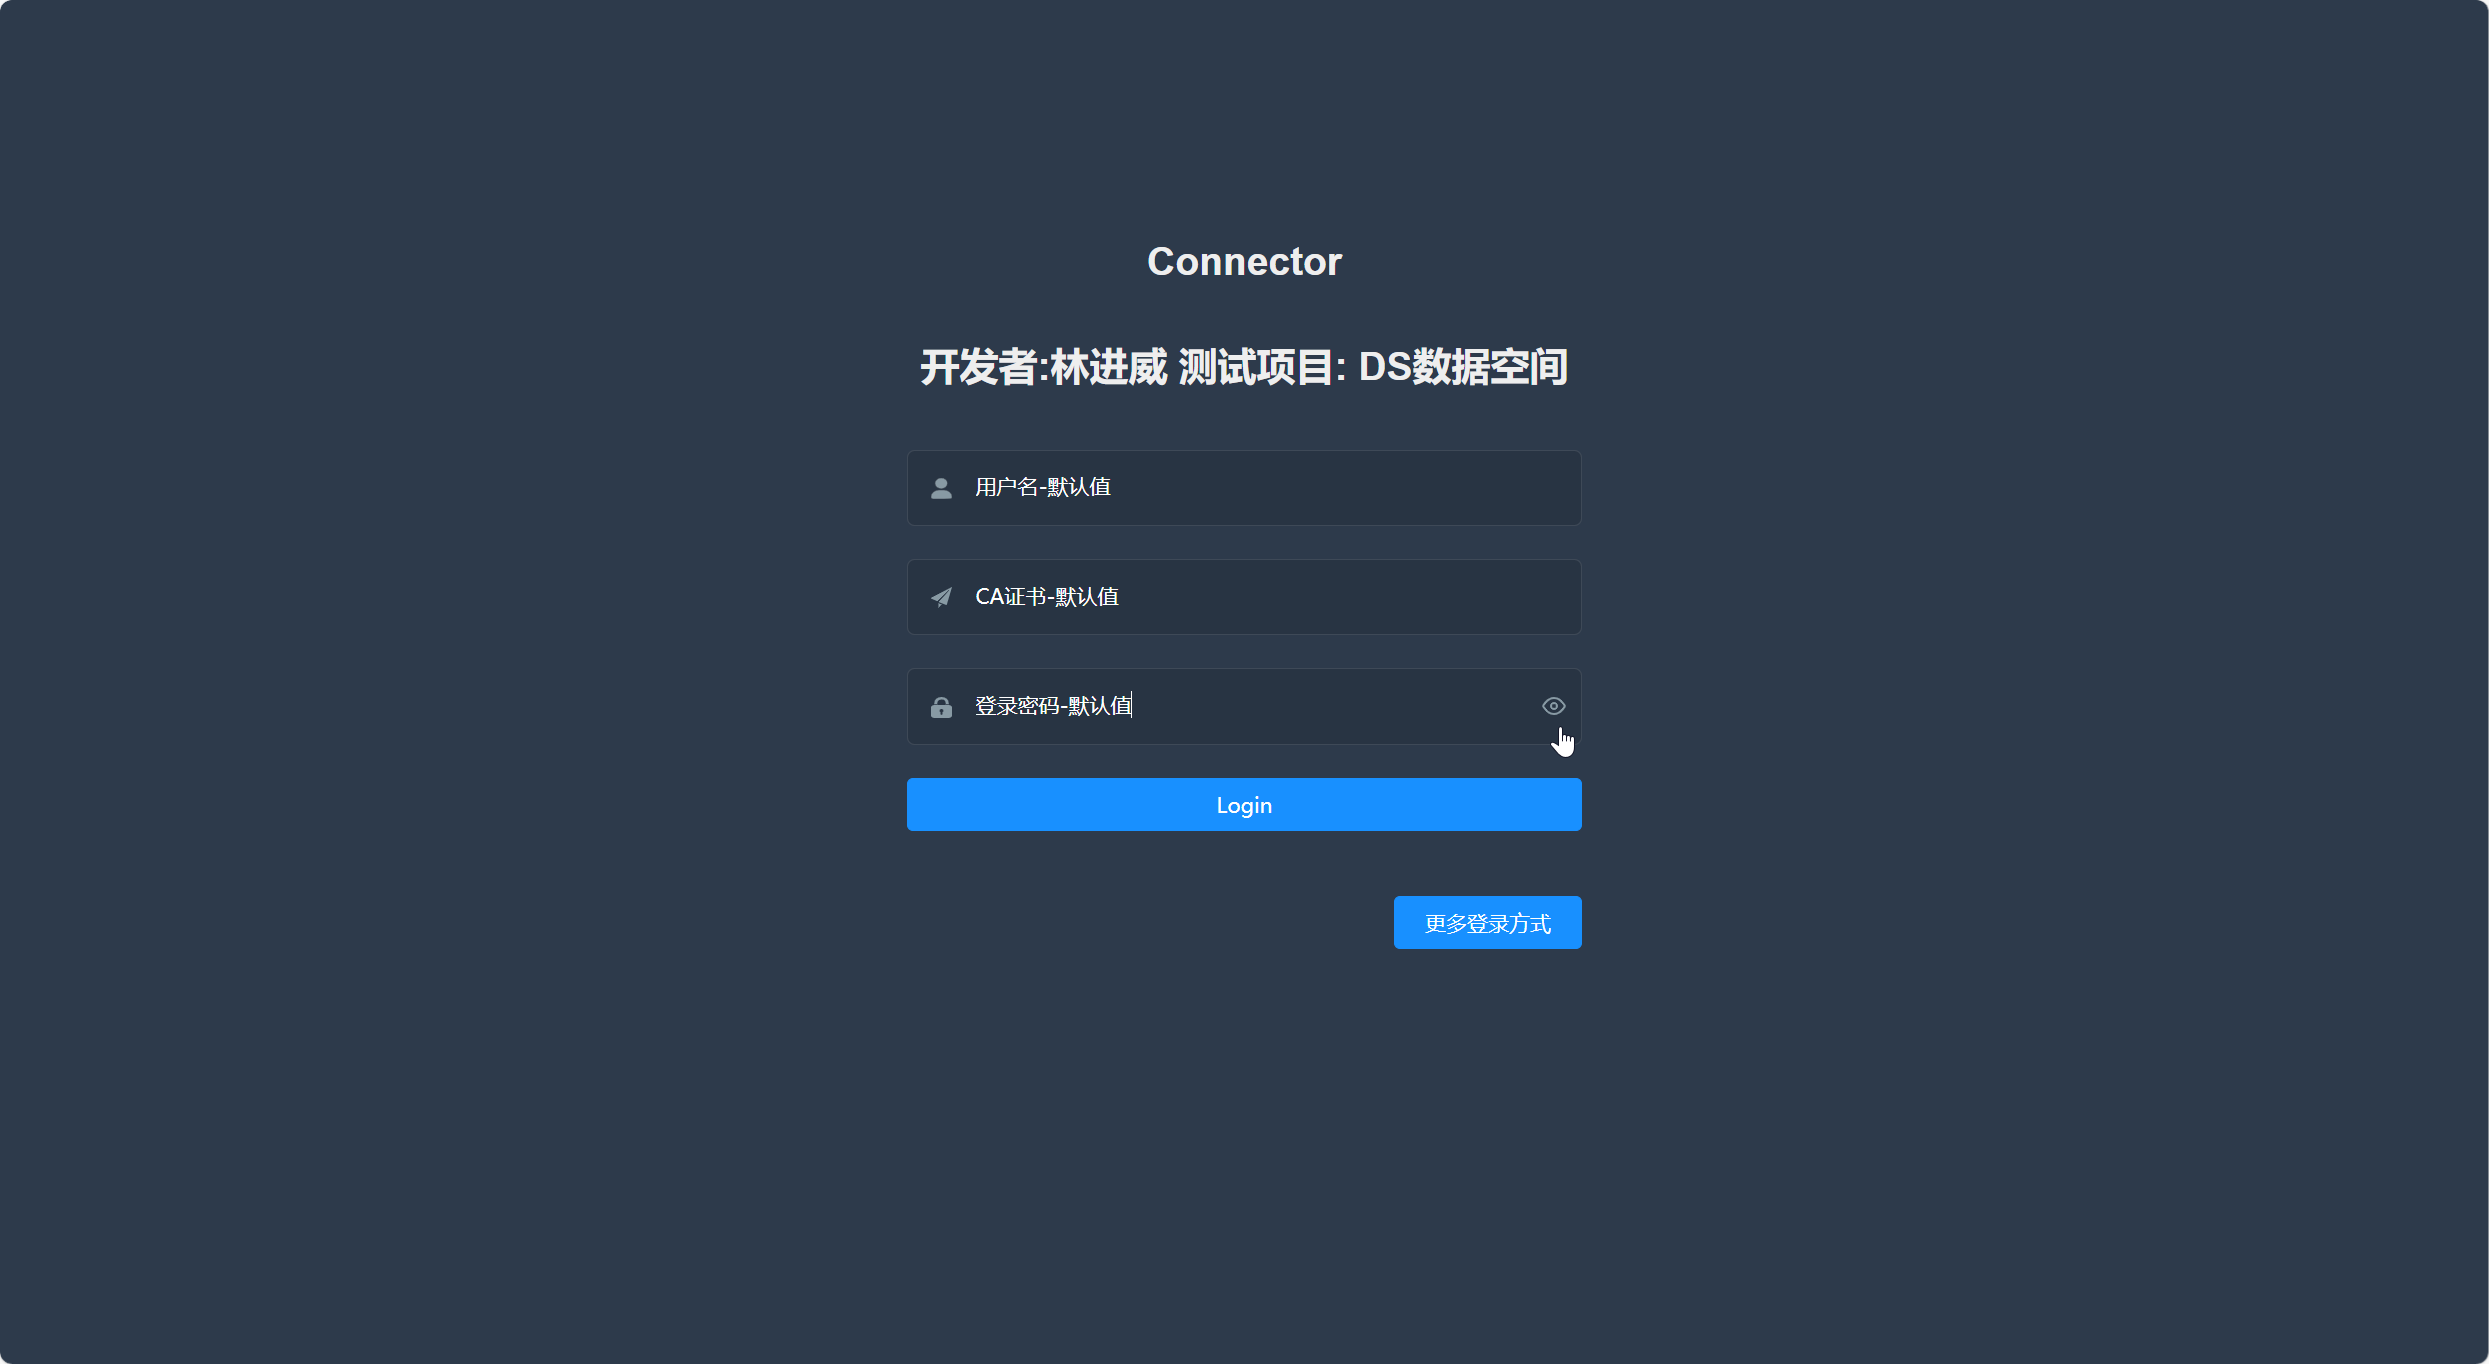 Connector
开发者:林进威 测试项目: DS数据空间
用户名-默认值
CA证书-默认值
登录密码-默认值
Login
更多登录方式